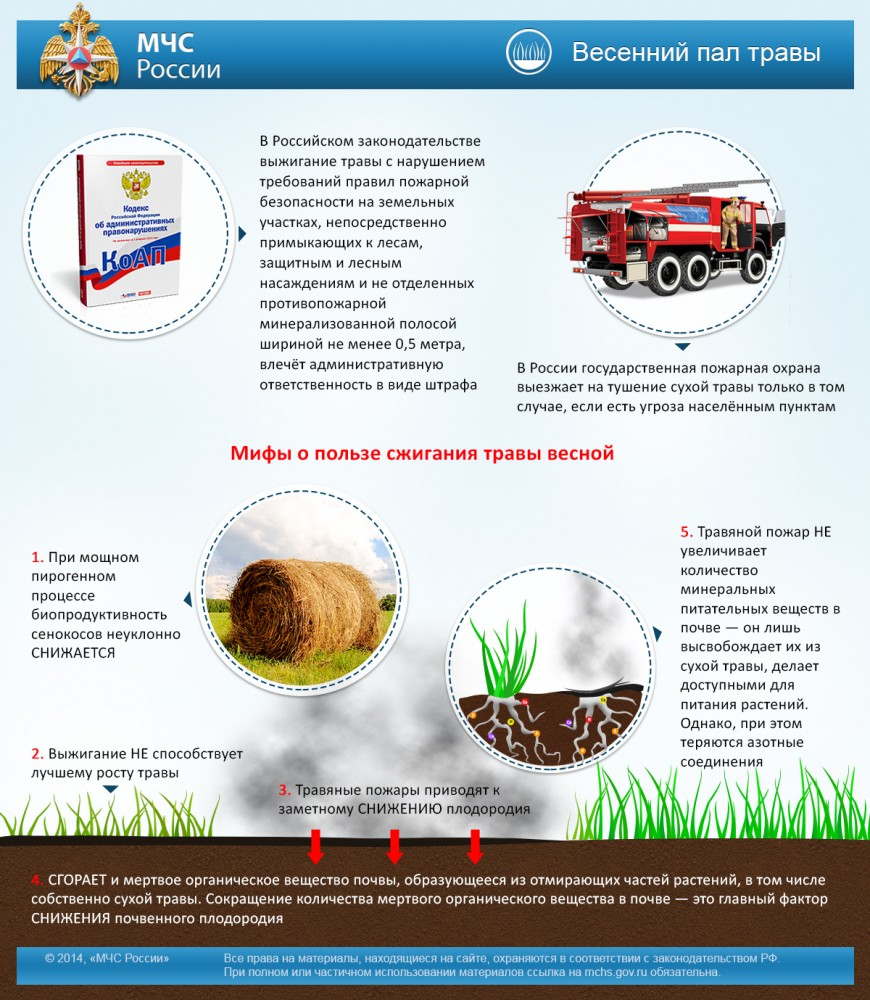 МЧС
России
Весенний пал травы
Кодекс
Российской Федерации
об административных
правонарушениях
КоАП
В Российском законодательстве
выжигание травы с нарушением
требований правил пожарной
безопасности на земельных
участках, непосредственно
примыкающих к лесам,
защитным и лесным
насаждениям и не отделенных
противопожарной
минерализованной полосой
шириной не менее 0,5 метра,
влечёт административную
ответственность в виде штрафа
В России государственная пожарная охрана
выезжает на тушение сухой травы только в том
случае, если есть угроза населённым пунктам
Мифы о пользе сжигания травы весной
1. При мощном
пирогенном
процессе
биопродуктивность
сенокосов неуклонно
СНИЖАЕТСЯ
2. Выжигание НЕ способствует
лучшему росту травы
3. Травяные пожары приводят к
заметному СНИЖЕНИЮ плодородия
5. Травяной пожар НЕ
увеличивает
количество
минеральных
питательных веществ в
почве — он лишь
высвобождает их из
сухой травы, делает
доступными для
питания растений.
Однако, при этом
теряются азотные
соединения
4. СГОРАЕТ и мертвое органическое вещество почвы, образующееся из отмирающих частей растений, в том числе
собственно сухой травы. Сокращение количества мертвого органического вещества в почве — это главный фактор
СНИЖЕНИЯ почвенного плодородия
© 2014, «МЧС России»
Все права на материалы, находящиеся на сайте, охраняются в соответствии с законодательством РФ.
При полном или частичном использовании материалов ссылка на mchs.gov.ru обязательна.